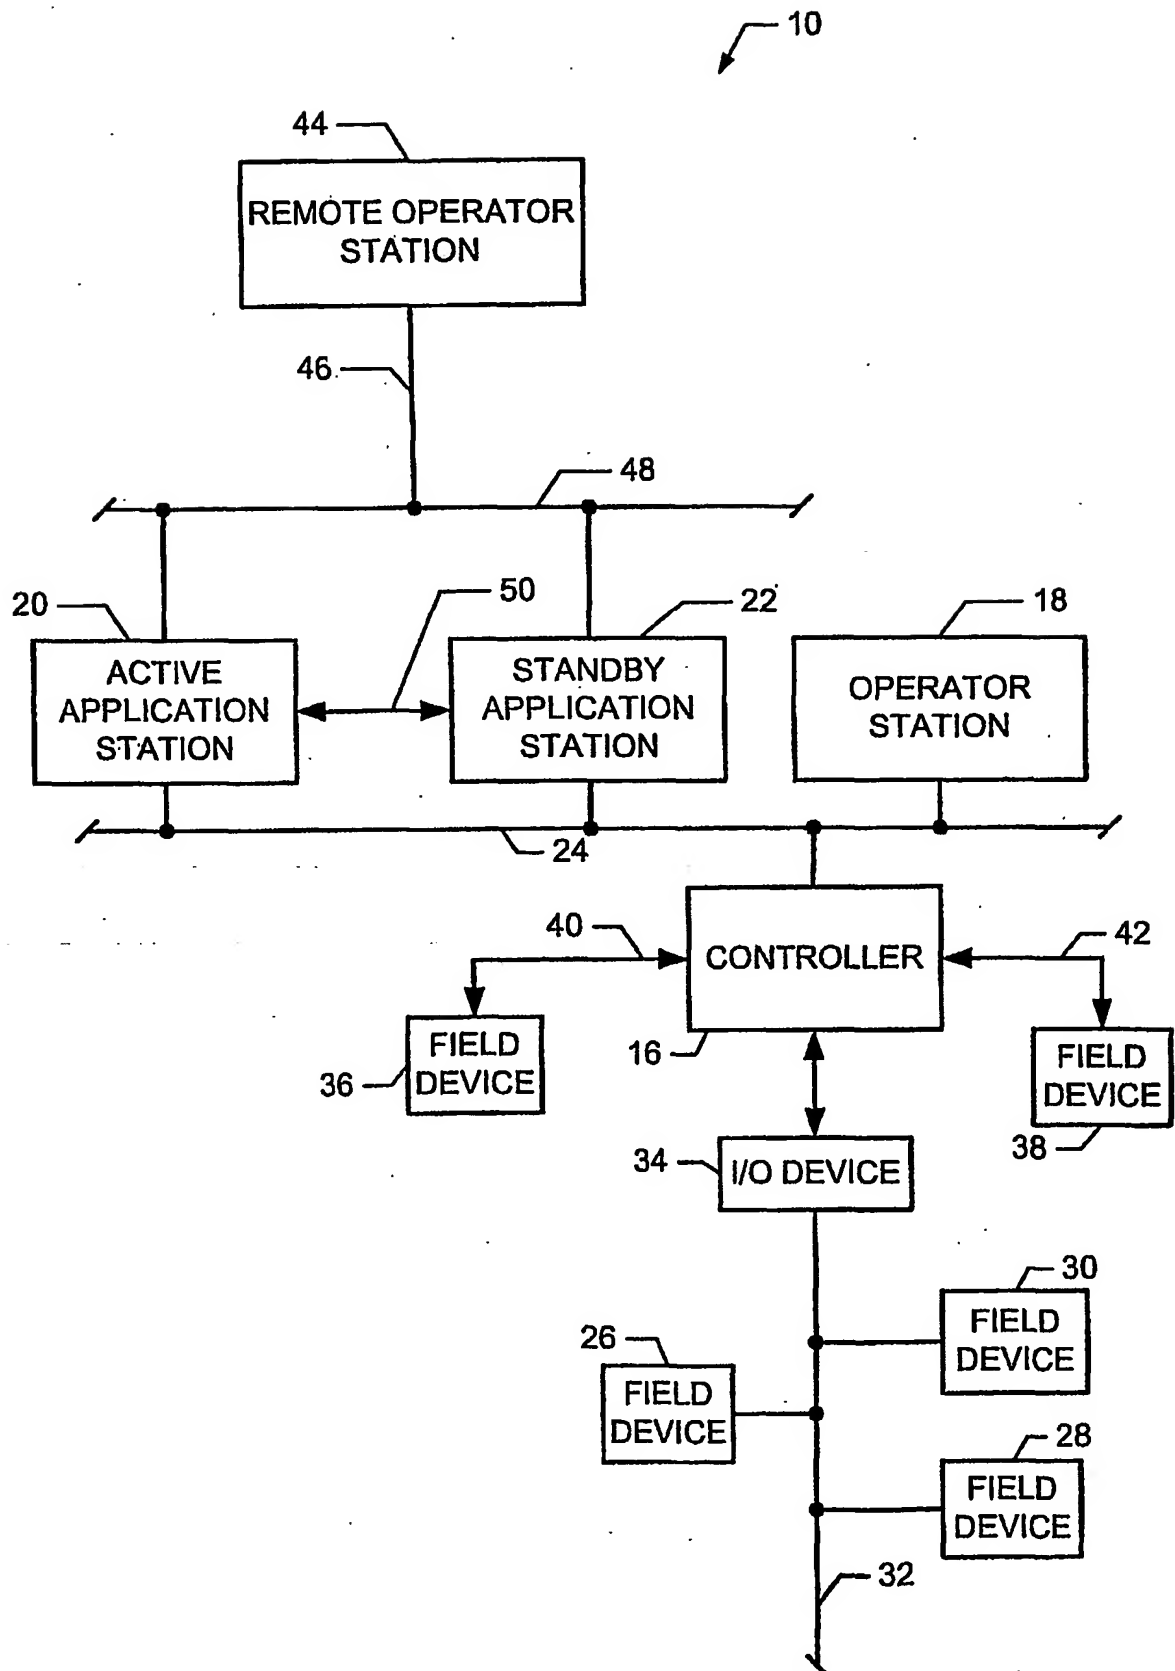 10
44
REMOTE OPERATOR
STATION
46
48
50
20
22
18
ACTIVE
APPLICATION
STATION
STANDBY
APPLICATION
STATION
OPERATOR
STATION
24
40
CONTROLLER
42
16
36
FIELD
DEVICE
FIELD
DEVICE
38
34
I/O DEVICE
30
FIELD
DEVICE
26
FIELD
DEVICE
28
FIELD
DEVICE
32